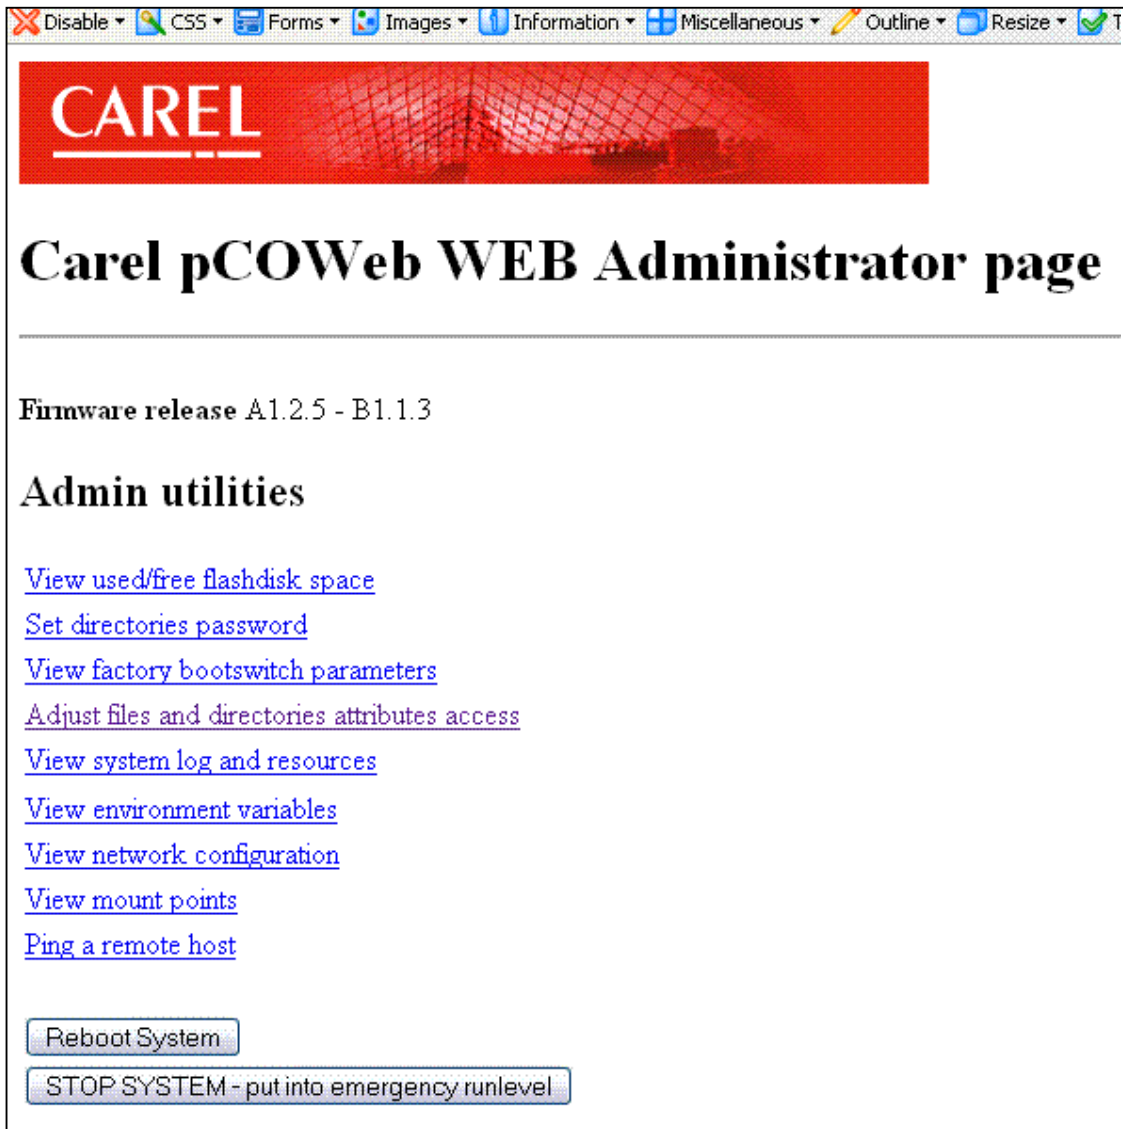 Disable CSS Forms Images Information Miscellaneous Outline Resize
CAREL
Carel pCOWeb WEB Administrator page
Firmware release A1.2.5 - B1.1.3
Admin utilities
View used/free flashdisk space
Set directories password
View factory bootswitch parameters
Adjust files and directories attributes access
View system log and resources
View environment variables
View network configuration
View mount points
Ping a remote host
Reboot System
STOP SYSTEM - put into emergency runlevel